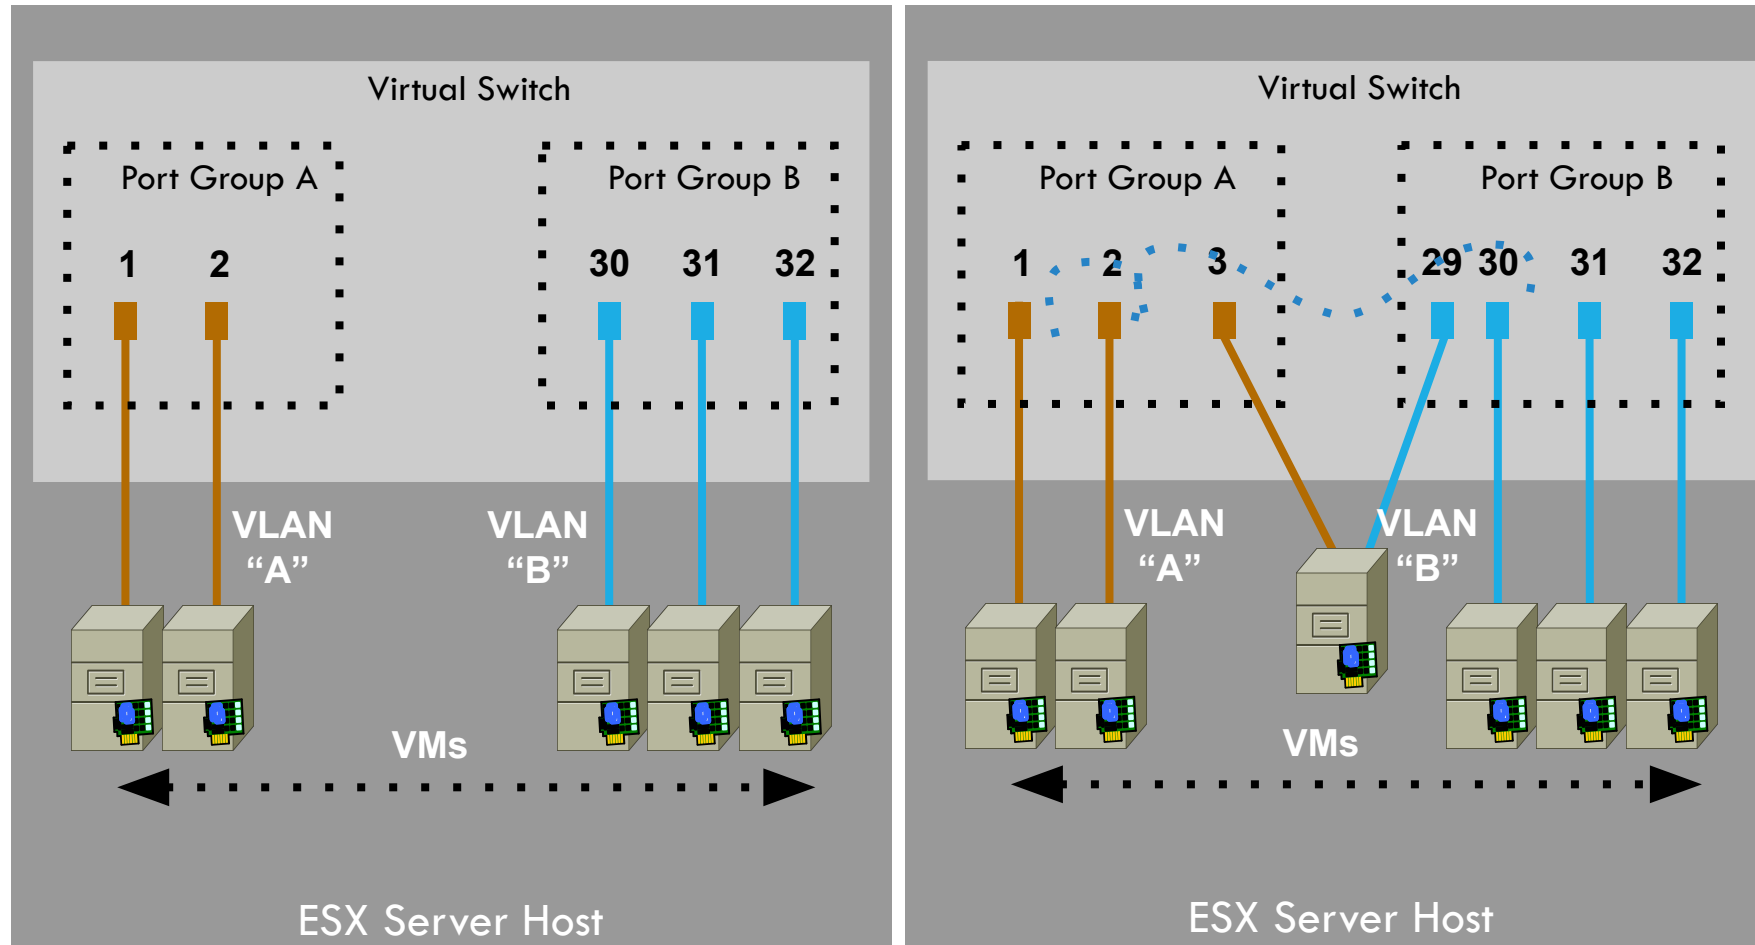 Virtual Switch
Port Group A
Port Group B
1 2
30 31 32
VLAN
“A”
VLAN
“B”
VMs
ESX Server Host
Virtual Switch
Port Group A
Port Group B
1 2 3
29 30 31 32
VLAN
“A”
VLAN
“B”
VMs
ESX Server Host